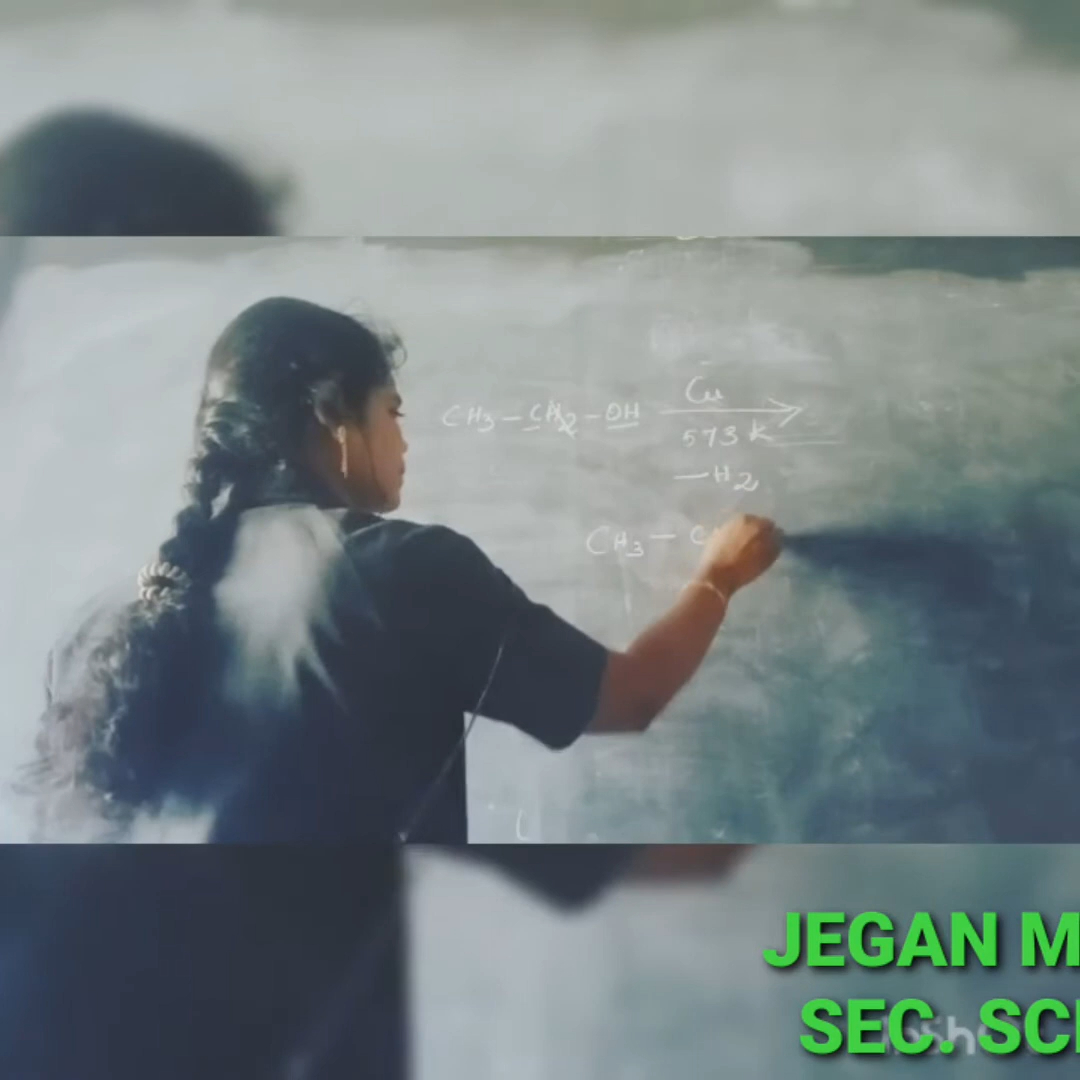 Cu
CH3 – CH2 – OH ⟶
573 K
– H2
CH3 – C
JEGAN M
SEC. SC